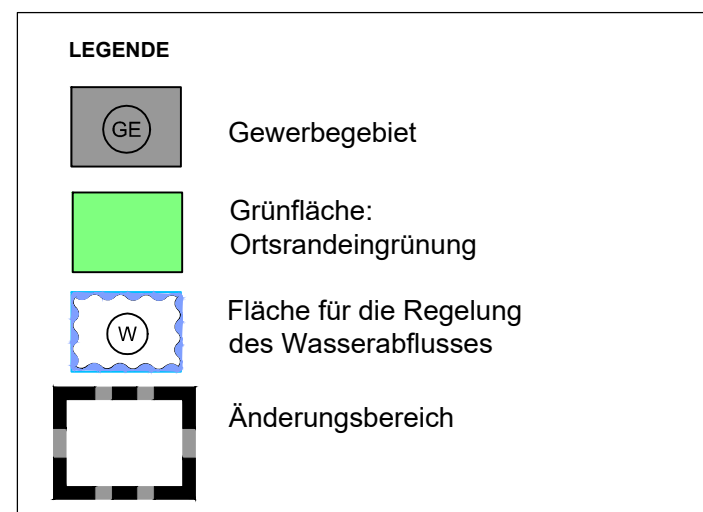 LEGENDE
GE
Gewerbegebiet
Grünfläche:
Ortsrandeingrünung
W
Fläche für die Regelung
des Wasserabflusses
Änderungsbereich